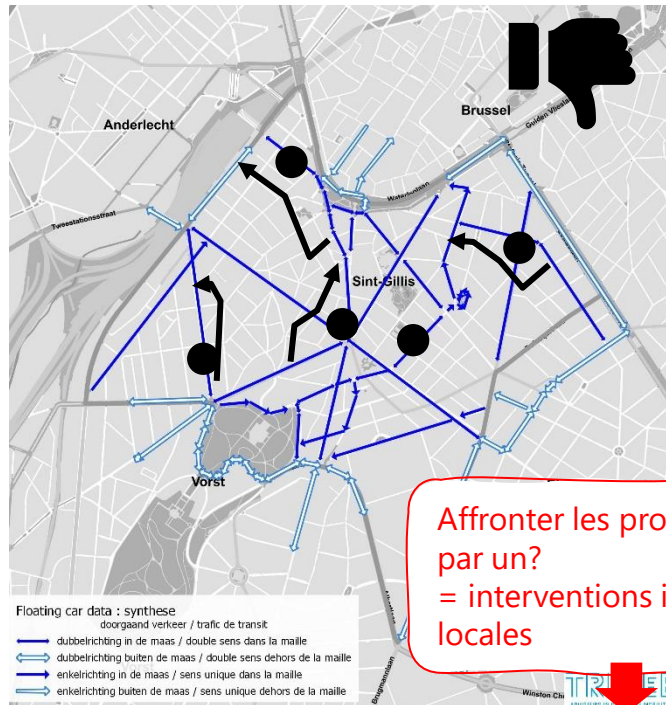 Anderlecht
Brussel
Waterloolaan
Tweestationsstraat
Sint-Gillis
Vorst
Affronter les pro
par un?
= interventions i
locales
Floating car data : synthese
doorgaand verkeer / trafic de transit
dubbelrichting in de maas / double sens dans la maille
dubbelrichting buiten de maas / double sens dehors de la maille
enkelrichting in de maas / sens unique dans la maille
enkelrichting buiten de maas / sens unique dehors de la maille
Brugmannlaan
Winston Ch